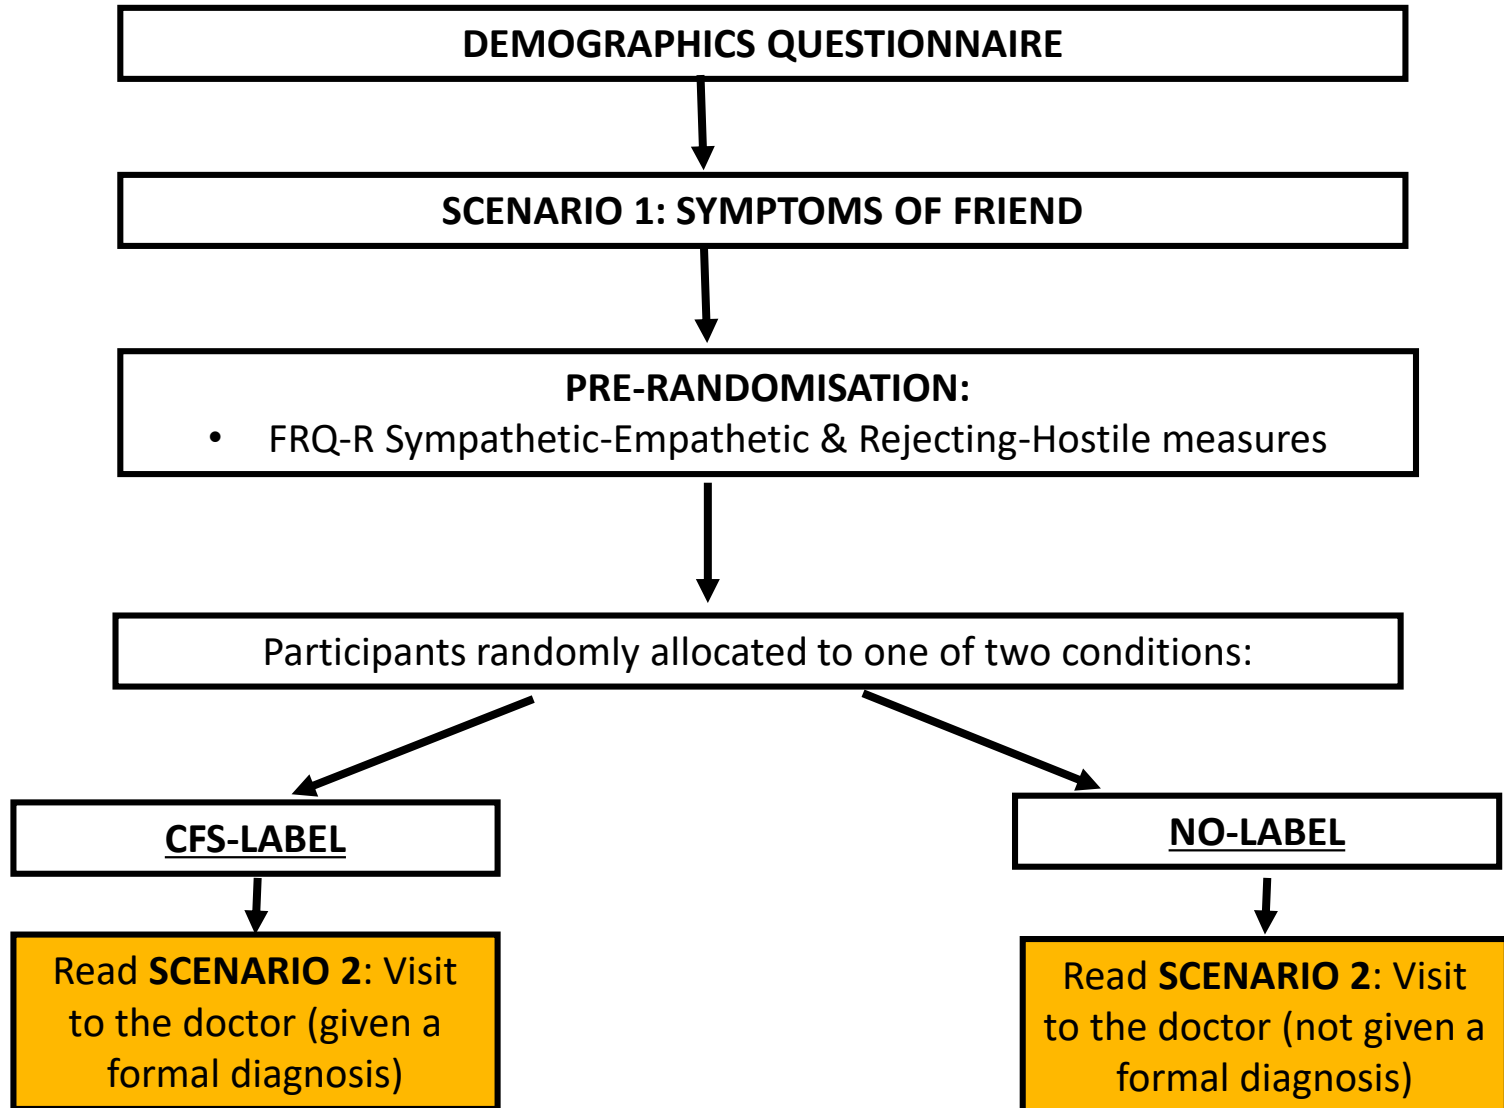 DEMOGRAPHICS QUESTIONNAIRE
SCENARIO 1: SYMPTOMS OF FRIEND
PRE-RANDOMISATION:
• FRQ-R Sympathetic-Empathetic & Rejecting-Hostile measures
Participants randomly allocated to one of two conditions:
CFS-LABEL
NO-LABEL
Read SCENARIO 2: Visit
to the doctor (given a
formal diagnosis)
Read SCENARIO 2: Visit
to the doctor (not given a
formal diagnosis)